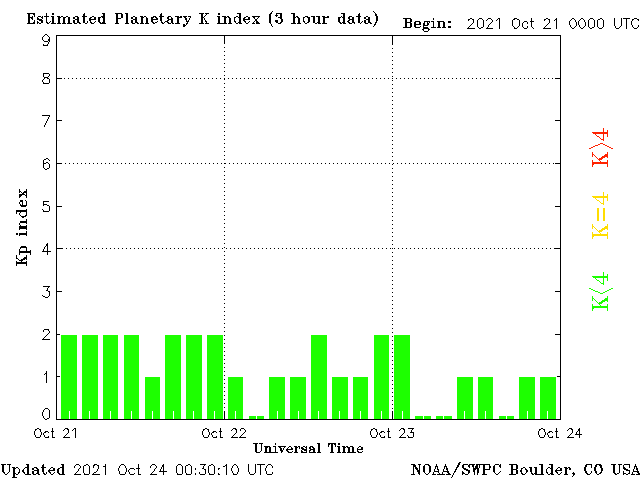 Estimated Planetary K index (3 hour data) Begin: 2021 Oct 21 0000 UTC
9
8
7
6
5
4
3
2
1
0
Kp index
K>4
K=4
K<4
Oct 21 Oct 22 Oct 23 Oct 24
Universal Time
Updated 2021 Oct 24 00:30:10 UTC NOAA/SWPC Boulder, CO USA